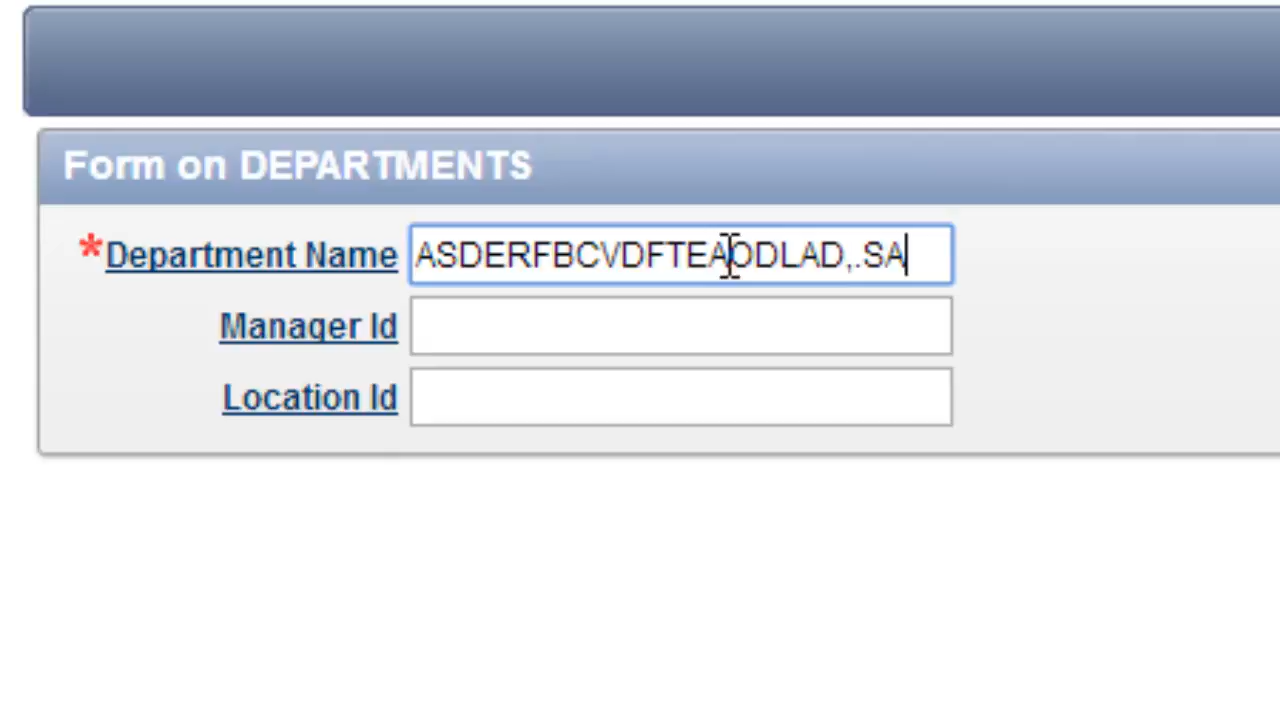 Form on DEPARTMENTS
*Department Name ASDERFBCVDFTEAODLAD,.SA
Manager Id
Location Id